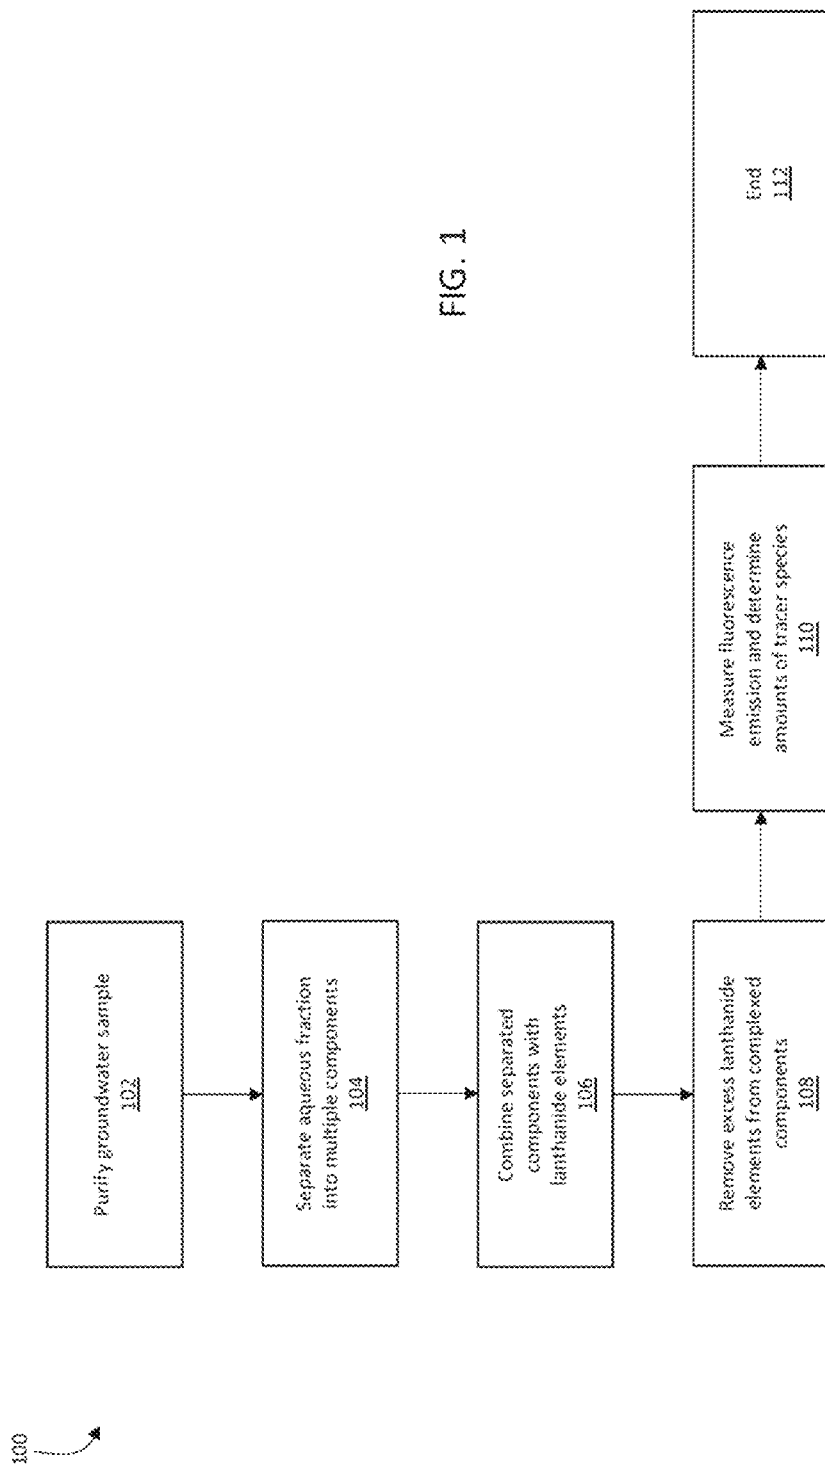 100
Purify groundwater sample
102
Separate aqueous fraction
into multiple components
104
Combine separated
components with
lanthanide elements
106
Remove excess lanthanide
elements from complexed
components
108
Measure fluorescence
emission and determine
amounts of tracer species
110
End
112
FIG. 1